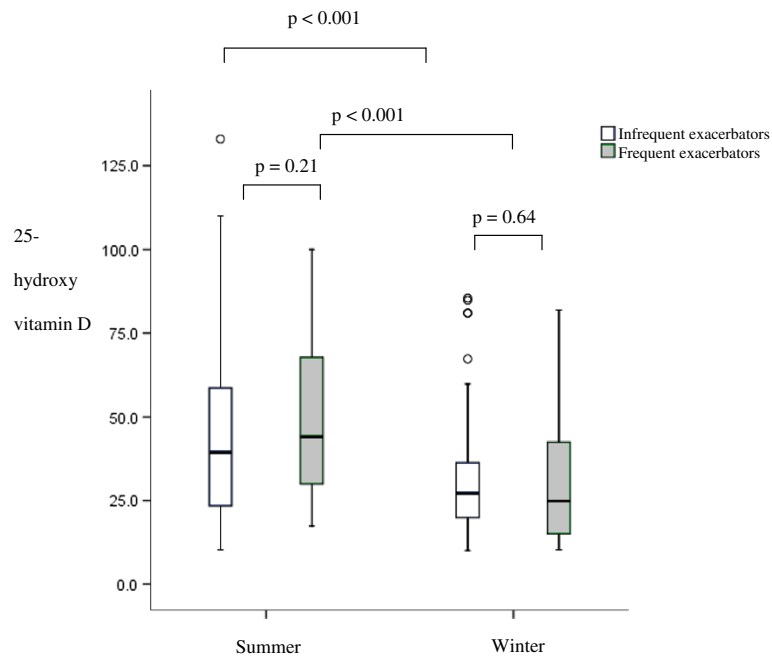 p < 0.001
p < 0.001
Infrequent exacerbators
Frequent exacerbators
p = 0.21
p = 0.64
25-
hydroxy
vitamin D
125.0
100.0
75.0
50.0
25.0
0.0
Summer
Winter